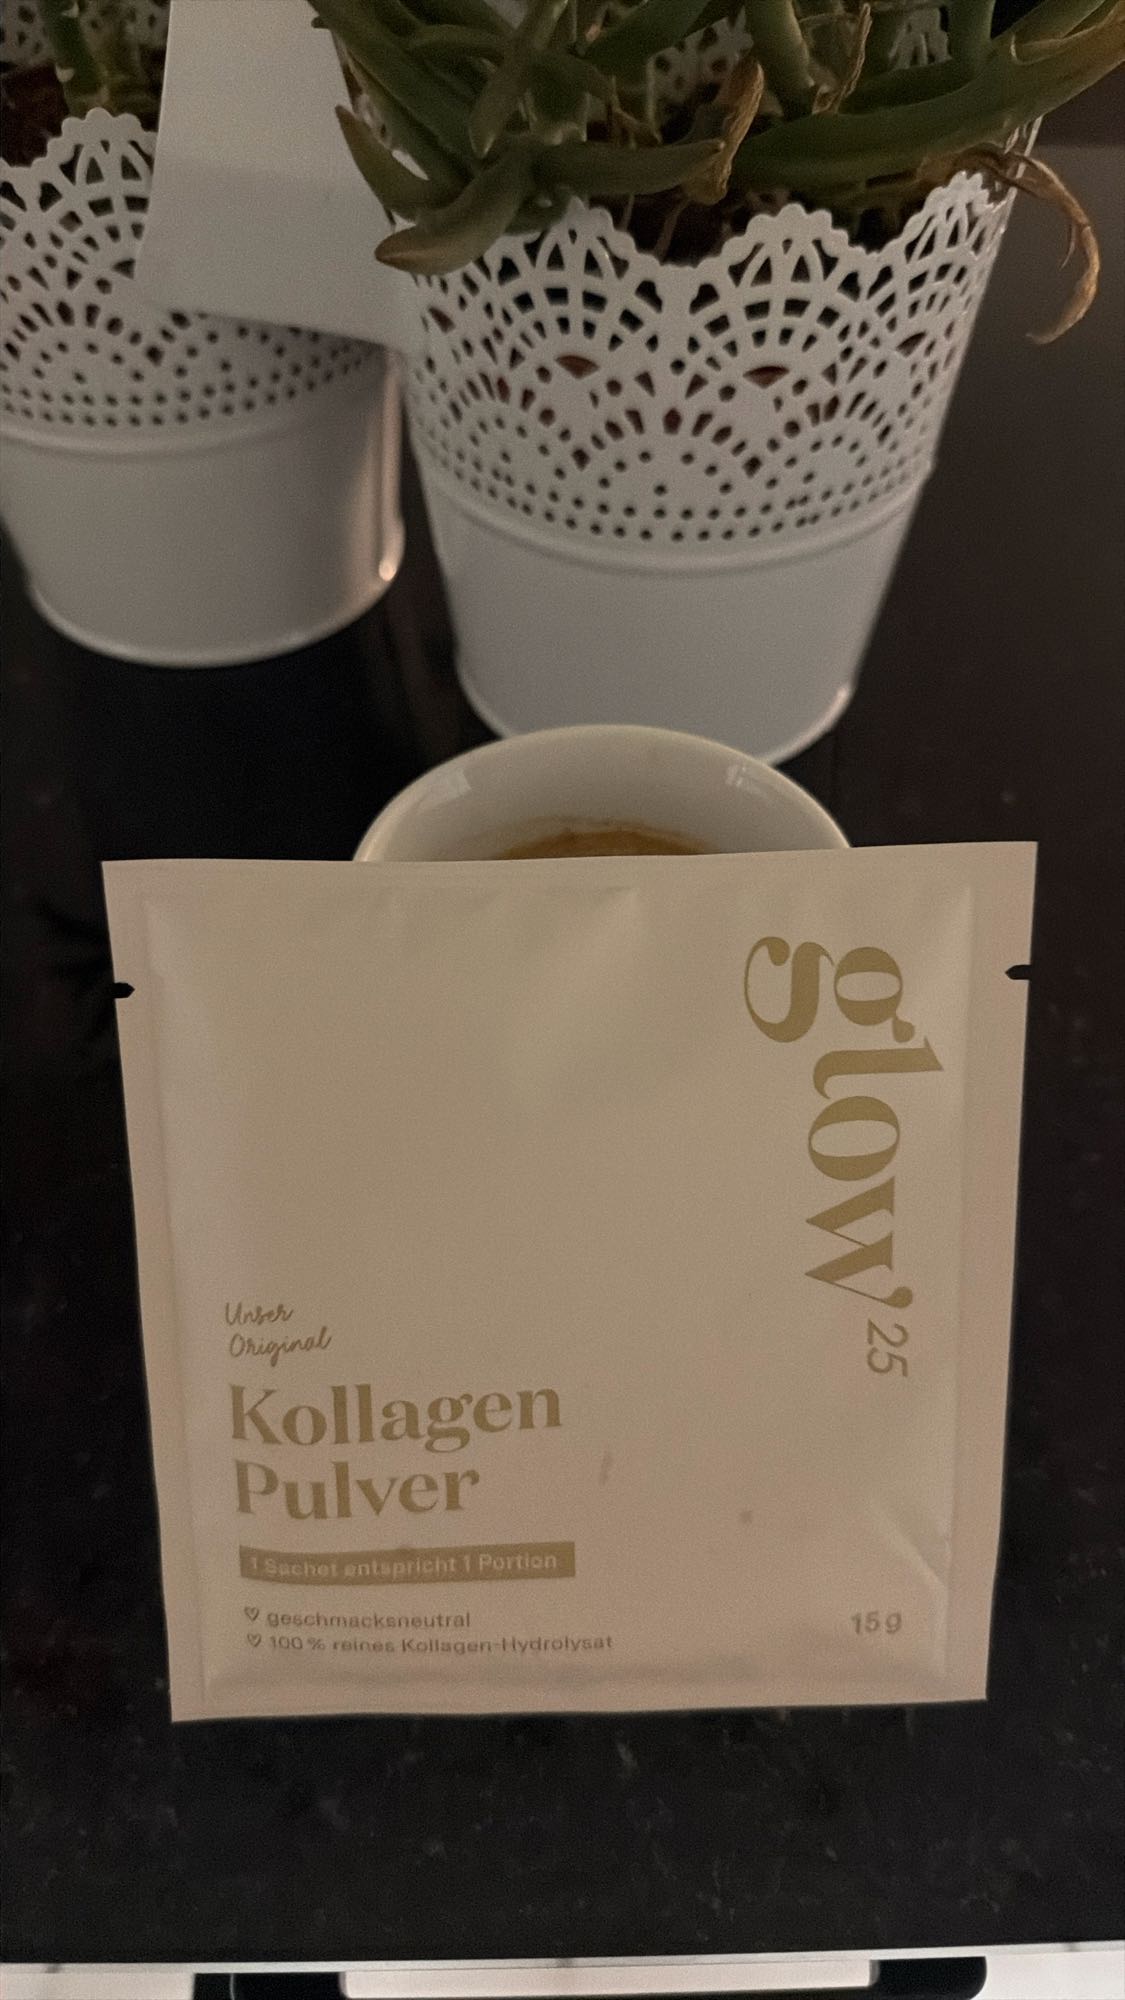 glow
25
Unser
Original
Kollagen
Pulver
1 Sachet entspricht 1 Portion
♡ geschmacksneutral
♡ 100 % reines Kollagen-Hydrolysat
15 g